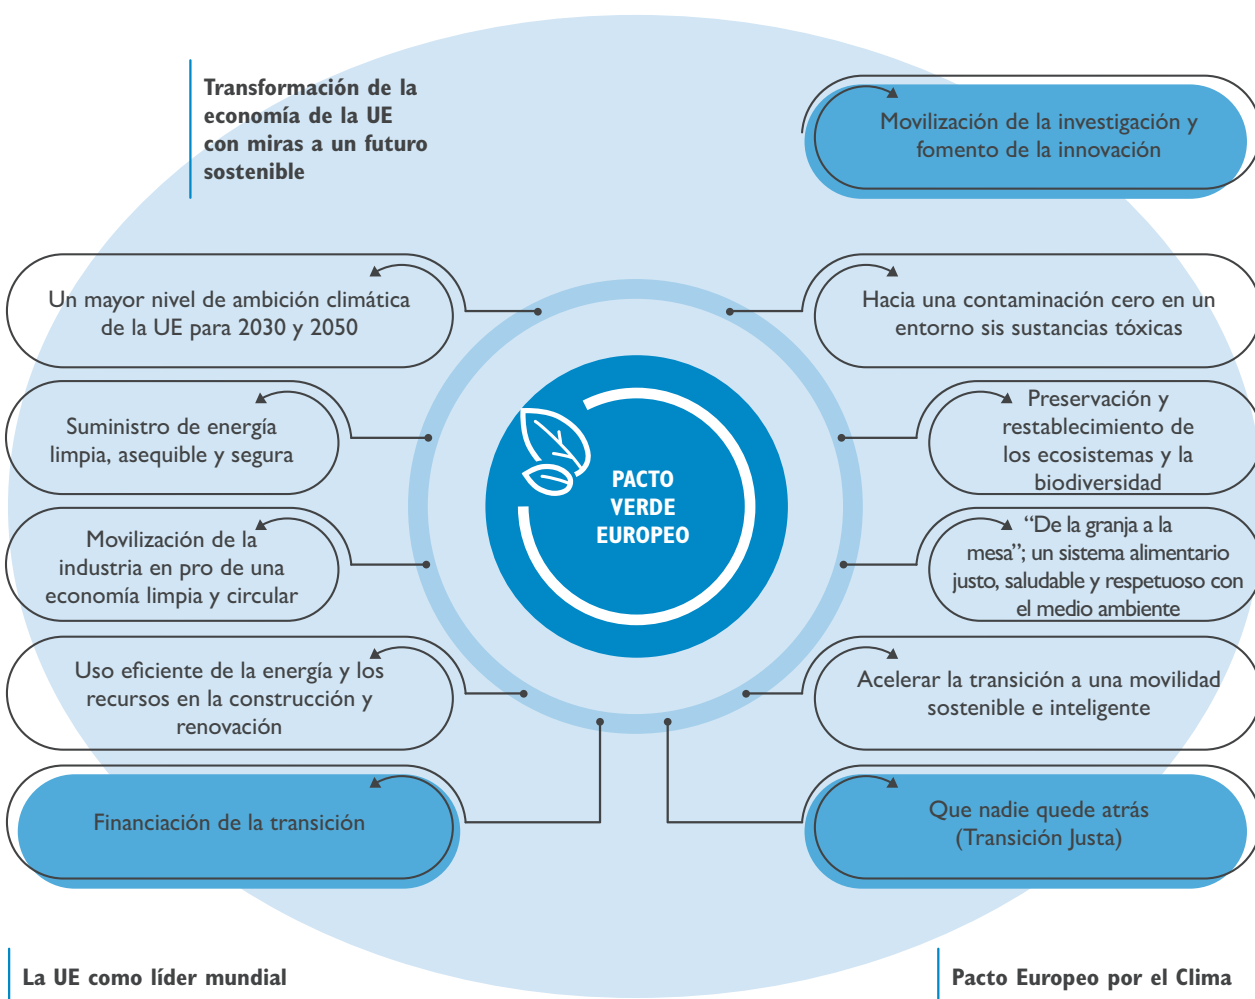 Transformación de la
economía de la UE
con miras a un futuro
sostenible
Movilización de la investigación y
fomento de la innovación
Un mayor nivel de ambición climática
de la UE para 2030 y 2050
Hacia una contaminación cero en un
entorno sis sustancias tóxicas
Suministro de energía
limpia, asequible y segura
Preservación y
restablecimiento de
los ecosistemas y la
biodiversidad
PACTO
VERDE
EUROPEO
Movilización de la
industria en pro de una
economía limpia y circular
“De la granja a la
mesa”; un sistema alimentario
justo, saludable y respetuoso con
el medio ambiente
Uso eficiente de la energía y los
recursos en la construcción y
renovación
Acelerar la transición a una movilidad
sostenible e inteligente
Financiación de la transición
Que nadie quede atrás
(Transición Justa)
La UE como líder mundial
Pacto Europeo por el Clima